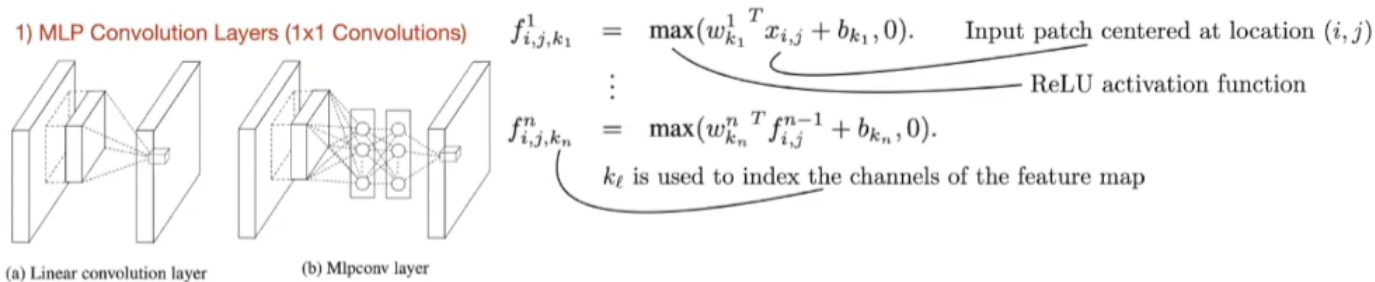 1) MLP Convolution Layers (1x1 Convolutions)
f^1_{i,j,k_1} = max(w^1_{k_1}^T x_{i,j} + b_{k_1}, 0).
Input patch centered at location (i, j)
ReLU activation function
⋮
f^n_{i,j,k_n} = max(w^n_{k_n}^T f^{n-1}_{i,j} + b_{k_n}, 0).
k_ℓ is used to index the channels of the feature map
(a) Linear convolution layer
(b) Mlpconv layer